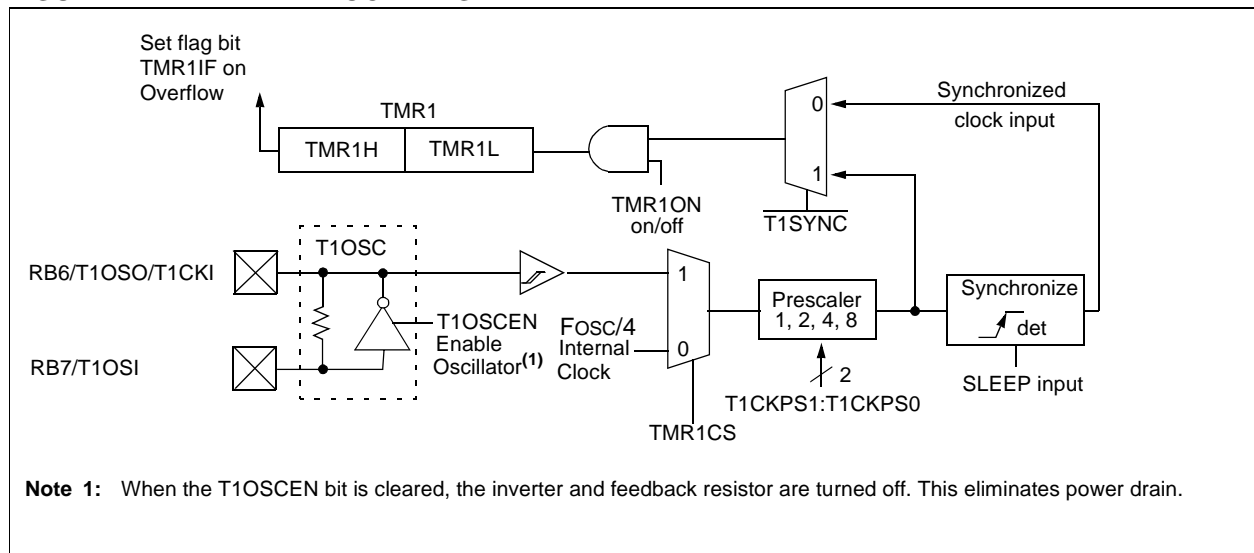 Set flag bit
TMR1IF on
Overflow
TMR1
TMR1H
TMR1L
TMR1ON
on/off
0
1
T1SYNC
Synchronized
clock input
T1OSC
RB6/T1OSO/T1CKI
RB7/T1OSI
T1OSCEN
Enable
Oscillator(1)
FOSC/4
Internal
Clock
1
0
TMR1CS
Prescaler
1, 2, 4, 8
2
T1CKPS1:T1CKPS0
Synchronize
det
SLEEP input
Note 1: When the T1OSCEN bit is cleared, the inverter and feedback resistor are turned off. This eliminates power drain.